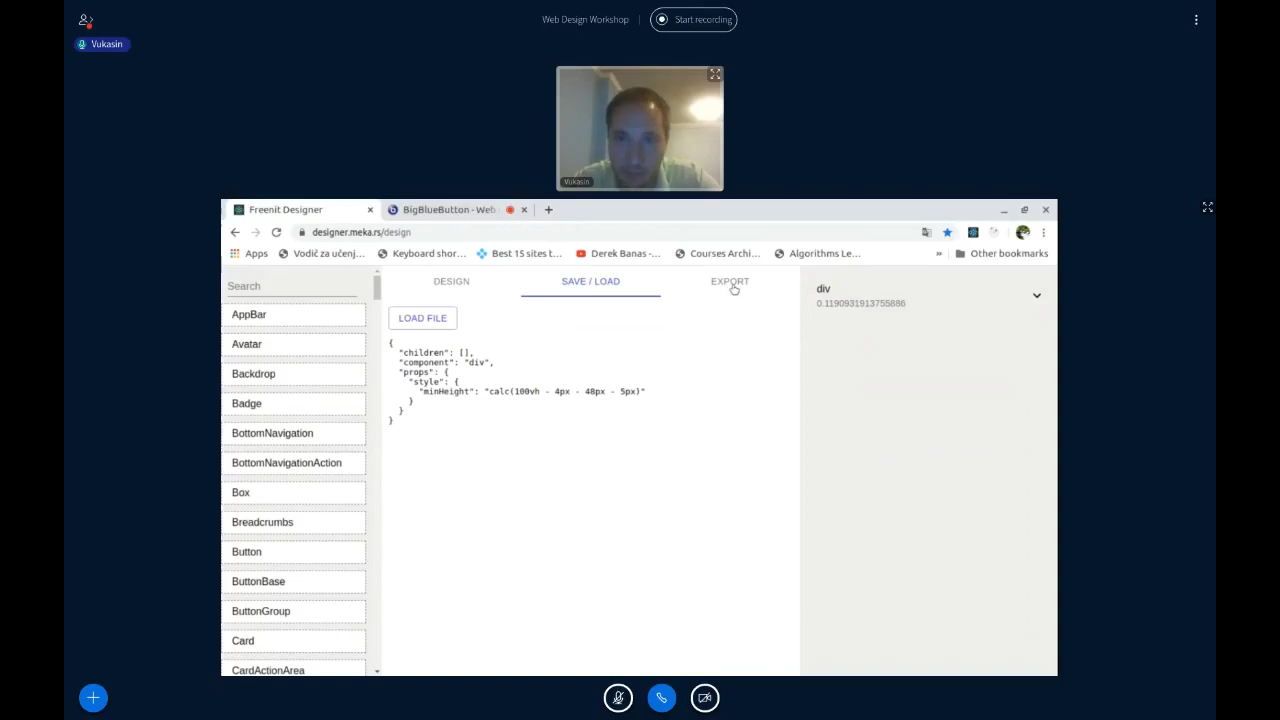 Web Design Workshop
Start recording
Vukasin
Vukasin
Freenit Designer
BigBlueButton - Web
designer.meka.rs/design
Apps
Vodič za učenj...
Keyboard shor...
Best 15 sites t...
Derek Banas -...
Courses Archi...
Algorithms Le...
»
Other bookmarks
Search
AppBar
Avatar
Backdrop
Badge
BottomNavigation
BottomNavigationAction
Box
Breadcrumbs
Button
ButtonBase
ButtonGroup
Card
CardActionArea
DESIGN
SAVE / LOAD
EXPORT
LOAD FILE
{
"children": [],
"component": "div",
"props": {
"style": {
"minHeight": "calc(100vh - 4px - 48px - 5px)"
}
}
}
div
0.1190931913755886